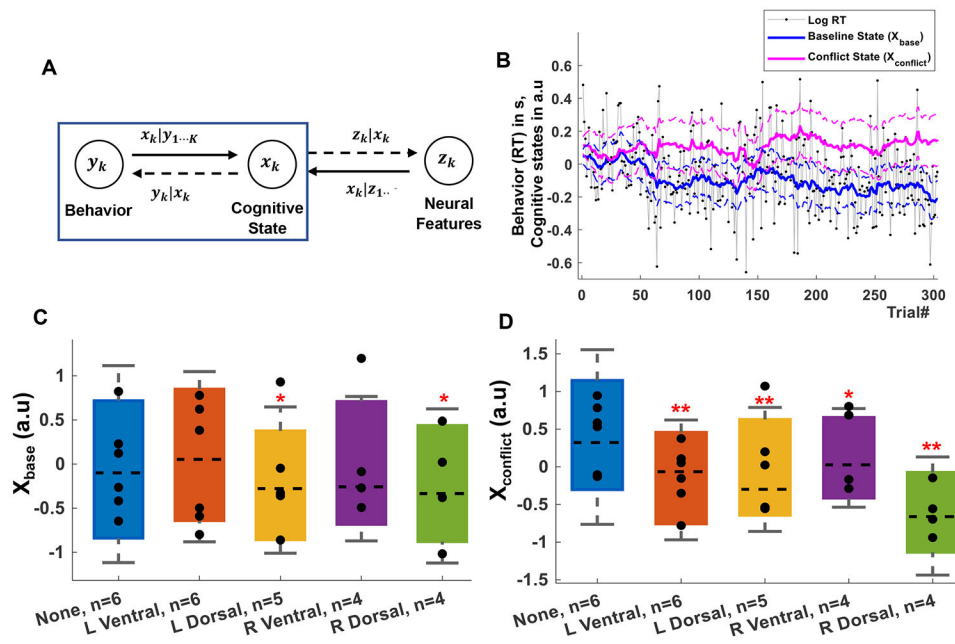 A
x_k|y_1...K
z_k|x_k
y_k
x_k
z_k
y_k|x_k
x_k|z_1...
Behavior
Cognitive
State
Neural
Features
B
Log RT
Baseline State (X_base)
Conflict State (X_conflict)
Behavior (RT) in s,
Cognitive states in a.u
0.6
0.4
0.2
0
-0.2
-0.4
-0.6
0
50
100
150
200
250
300
Trial#
C
X_base (a.u)
1
0.5
0
-0.5
-1
*
*
None, n=6
L Ventral, n=6
L Dorsal, n=5
R Ventral, n=4
R Dorsal, n=4
D
X_conflict (a.u)
1.5
1
0.5
0
-0.5
-1
-1.5
**
**
*
**
None, n=6
L Ventral, n=6
L Dorsal, n=5
R Ventral, n=4
R Dorsal, n=4